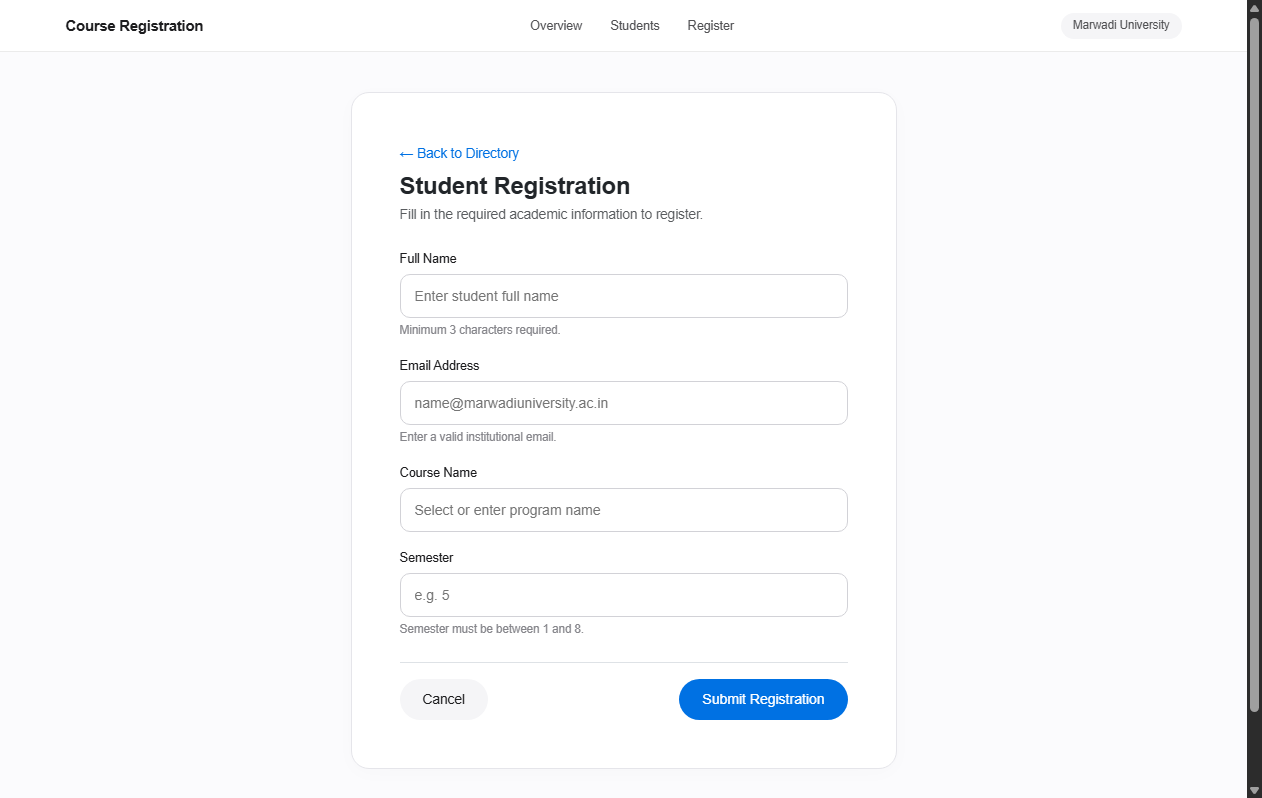 Course Registration
Overview
Students
Register
Marwadi University
← Back to Directory
Student Registration
Fill in the required academic information to register.
Full Name
Enter student full name
Minimum 3 characters required.
Email Address
name@marwadiuniversity.ac.in
Enter a valid institutional email.
Course Name
Select or enter program name
Semester
e.g. 5
Semester must be between 1 and 8.
Cancel
Submit Registration